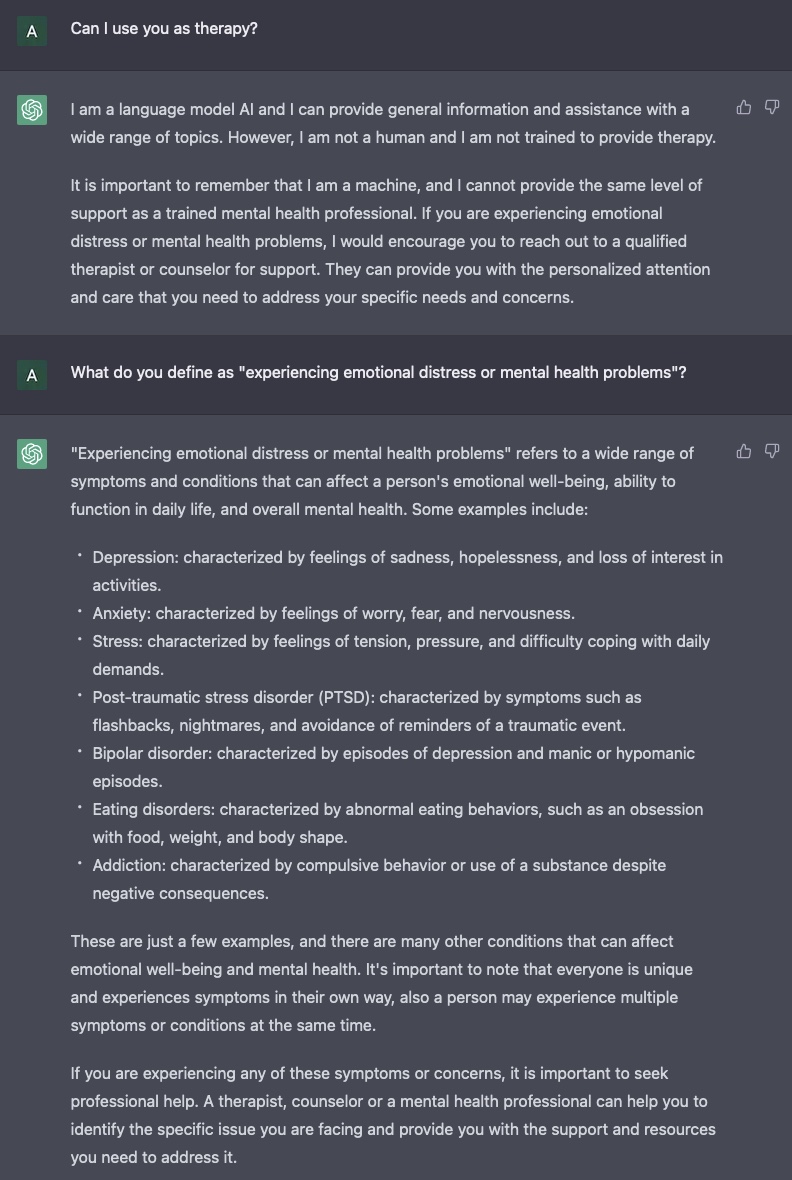 A
Can I use you as therapy?
I am a language model AI and I can provide general information and assistance with a
wide range of topics. However, I am not a human and I am not trained to provide therapy.
It is important to remember that I am a machine, and I cannot provide the same level of
support as a trained mental health professional. If you are experiencing emotional
distress or mental health problems, I would encourage you to reach out to a qualified
therapist or counselor for support. They can provide you with the personalized attention
and care that you need to address your specific needs and concerns.
A
What do you define as "experiencing emotional distress or mental health problems"?
"Experiencing emotional distress or mental health problems" refers to a wide range of
symptoms and conditions that can affect a person's emotional well-being, ability to
function in daily life, and overall mental health. Some examples include:
• Depression: characterized by feelings of sadness, hopelessness, and loss of interest in
activities.
• Anxiety: characterized by feelings of worry, fear, and nervousness.
• Stress: characterized by feelings of tension, pressure, and difficulty coping with daily
demands.
• Post-traumatic stress disorder (PTSD): characterized by symptoms such as
flashbacks, nightmares, and avoidance of reminders of a traumatic event.
• Bipolar disorder: characterized by episodes of depression and manic or hypomanic
episodes.
• Eating disorders: characterized by abnormal eating behaviors, such as an obsession
with food, weight, and body shape.
• Addiction: characterized by compulsive behavior or use of a substance despite
negative consequences.
These are just a few examples, and there are many other conditions that can affect
emotional well-being and mental health. It's important to note that everyone is unique
and experiences symptoms in their own way, also a person may experience multiple
symptoms or conditions at the same time.
If you are experiencing any of these symptoms or concerns, it is important to seek
professional help. A therapist, counselor or a mental health professional can help you to
identify the specific issue you are facing and provide you with the support and resources
you need to address it.